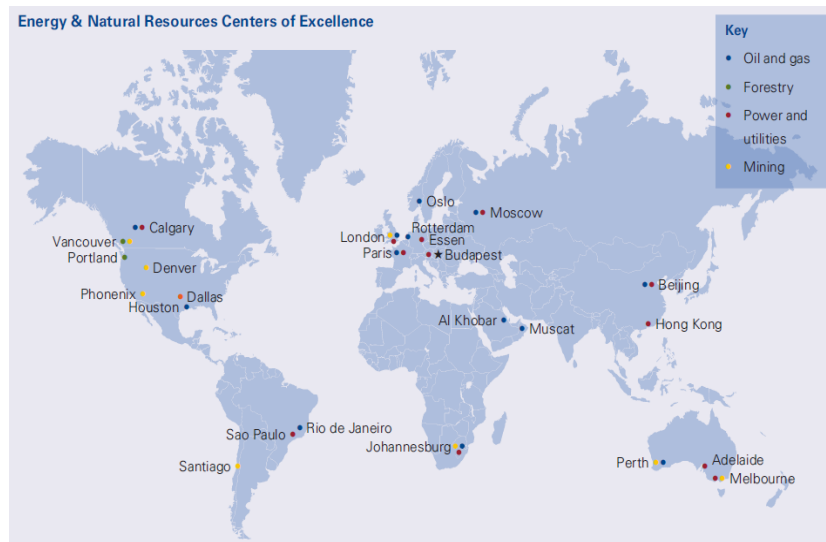 Energy & Natural Resources Centers of Excellence
Key
Oil and gas
Forestry
Power and
utilities
Mining
Oslo
Moscow
Calgary
Rotterdam
London
Essen
Vancouver
Paris
Budapest
Portland
Denver
Beijing
Phonenix
Dallas
Houston
Al Khobar
Muscat
Hong Kong
Rio de Janeiro
Sao Paulo
Johannesburg
Santiago
Perth
Adelaide
Melbourne